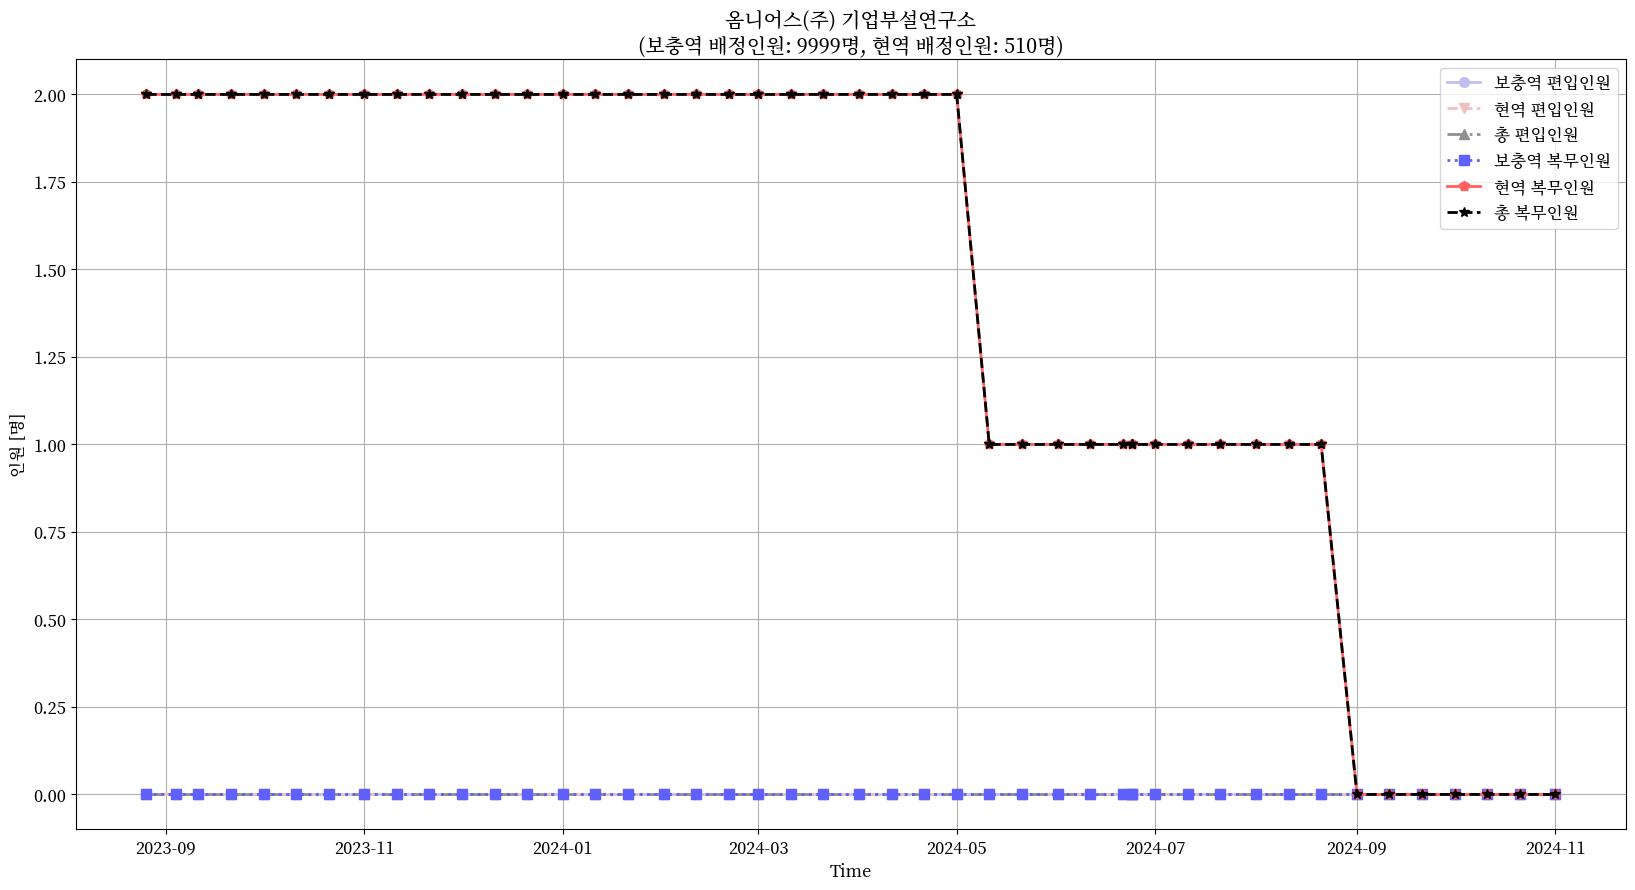 옴니어스(주) 기업부설연구소
(보충역 배정인원: 9999명, 현역 배정인원: 510명)
보충역 편입인원
현역 편입인원
총 편입인원
보충역 복무인원
현역 복무인원
총 복무인원
인원 [명]
2.00
1.75
1.50
1.25
1.00
0.75
0.50
0.25
0.00
2023-09
2023-11
2024-01
2024-03
2024-05
2024-07
2024-09
2024-11
Time